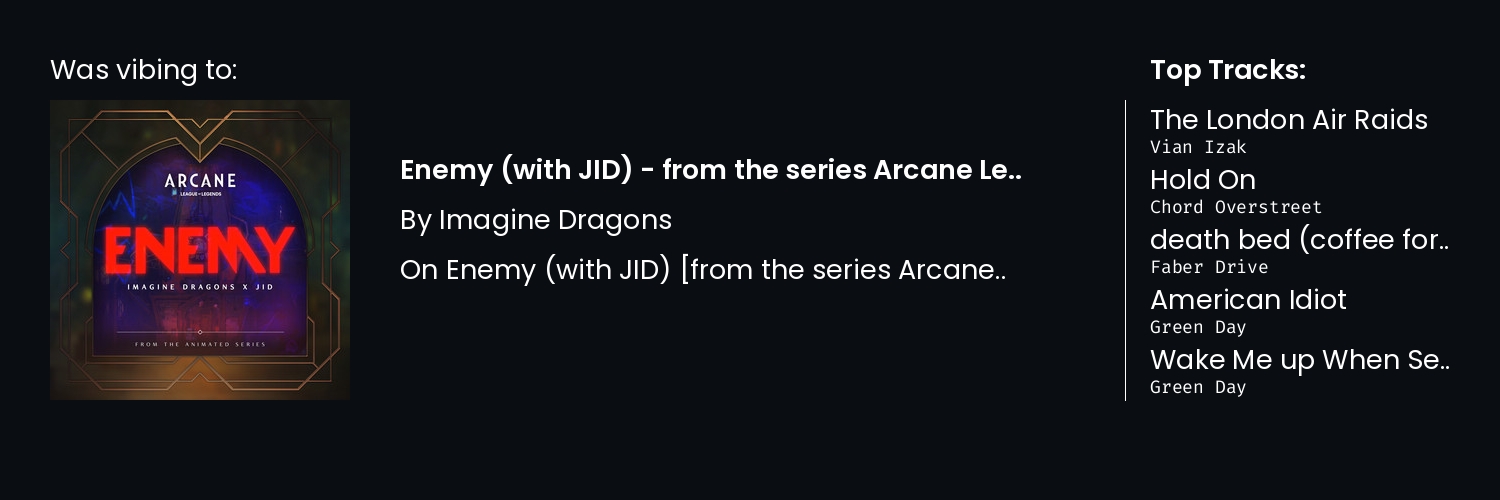 Was vibing to:
ARCANE
LEAGUE OF LEGENDS
ENEMY
IMAGINE DRAGONS X JID
FROM THE ANIMATED SERIES
Enemy (with JID) - from the series Arcane Le..
By Imagine Dragons
On Enemy (with JID) [from the series Arcane..
Top Tracks:
The London Air Raids
Vian Izak
Hold On
Chord Overstreet
death bed (coffee for..
Faber Drive
American Idiot
Green Day
Wake Me up When Se..
Green Day